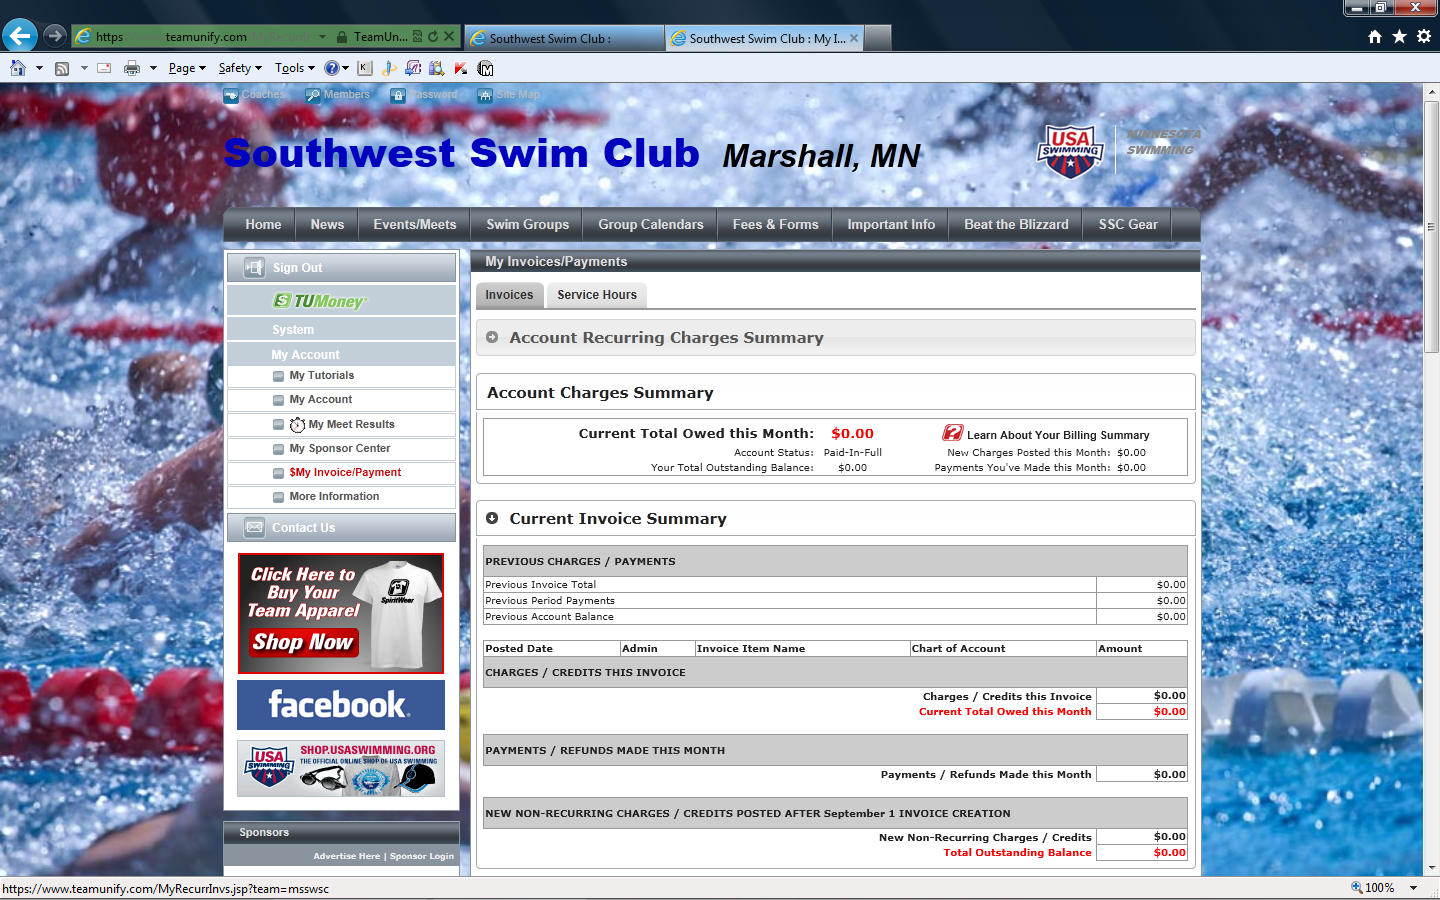 https teamunify.com TeamUn...
Southwest Swim Club :
Southwest Swim Club : My I...
Page Safety Tools
Coaches Members Password Site Map
Southwest Swim Club Marshall, MN
USA SWIMMING
MINNESOTA SWIMMING
Home News Events/Meets Swim Groups Group Calendars Fees & Forms Important Info Beat the Blizzard SSC Gear
Sign Out
TUMoney
System
My Account
My Tutorials
My Account
My Meet Results
My Sponsor Center
$My Invoice/Payment
More Information
Contact Us
Click Here to
Buy Your
Team Apparel
Shop Now
SpiritWear
facebook
USA SWIMMING
SHOP.USASWIMMING.ORG
THE OFFICIAL ONLINE SHOP OF USA SWIMMING
Sponsors
Advertise Here | Sponsor Login
My Invoices/Payments
Invoices Service Hours
Account Recurring Charges Summary
Account Charges Summary
Current Total Owed this Month: $0.00 Learn About Your Billing Summary
Account Status: Paid-In-Full New Charges Posted this Month: $0.00
Your Total Outstanding Balance: $0.00 Payments You've Made this Month: $0.00
Current Invoice Summary
PREVIOUS CHARGES / PAYMENTS
Previous Invoice Total $0.00
Previous Period Payments $0.00
Previous Account Balance $0.00
Posted Date Admin Invoice Item Name Chart of Account Amount
CHARGES / CREDITS THIS INVOICE
Charges / Credits this Invoice $0.00
Current Total Owed this Month $0.00
PAYMENTS / REFUNDS MADE THIS MONTH
Payments / Refunds Made this Month $0.00
NEW NON-RECURRING CHARGES / CREDITS POSTED AFTER September 1 INVOICE CREATION
New Non-Recurring Charges / Credits $0.00
Total Outstanding Balance $0.00
https://www.teamunify.com/MyRecurrInvs.jsp?team=msswsc
100%